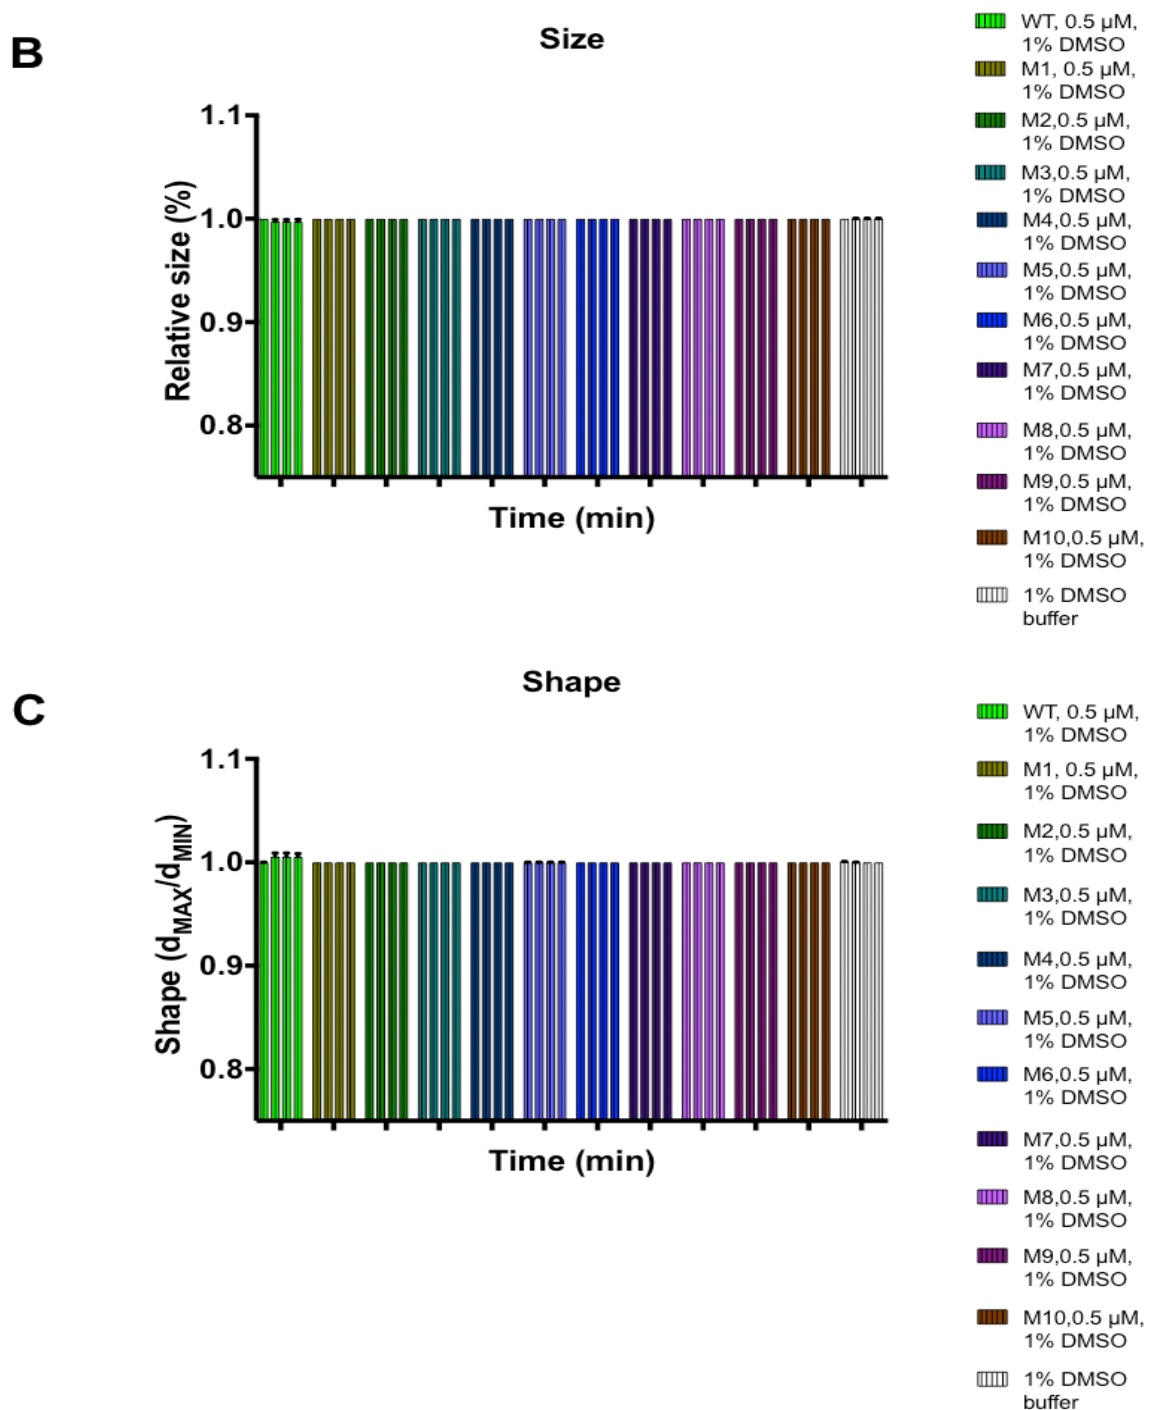 B
Size
1.1
1.0
0.9
0.8
Relative size (%)
Time (min)
WT, 0.5 µM,
1% DMSO
M1, 0.5 µM,
1% DMSO
M2,0.5 µM,
1% DMSO
M3,0.5 µM,
1% DMSO
M4,0.5 µM,
1% DMSO
M5,0.5 µM,
1% DMSO
M6,0.5 µM,
1% DMSO
M7,0.5 µM,
1% DMSO
M8,0.5 µM,
1% DMSO
M9,0.5 µM,
1% DMSO
M10,0.5 µM,
1% DMSO
1% DMSO
buffer
C
Shape
1.1
1.0
0.9
0.8
Shape (dMAX/dMIN)
Time (min)
WT, 0.5 µM,
1% DMSO
M1, 0.5 µM,
1% DMSO
M2,0.5 µM,
1% DMSO
M3,0.5 µM,
1% DMSO
M4,0.5 µM,
1% DMSO
M5,0.5 µM,
1% DMSO
M6,0.5 µM,
1% DMSO
M7,0.5 µM,
1% DMSO
M8,0.5 µM,
1% DMSO
M9,0.5 µM,
1% DMSO
M10,0.5 µM,
1% DMSO
1% DMSO
buffer